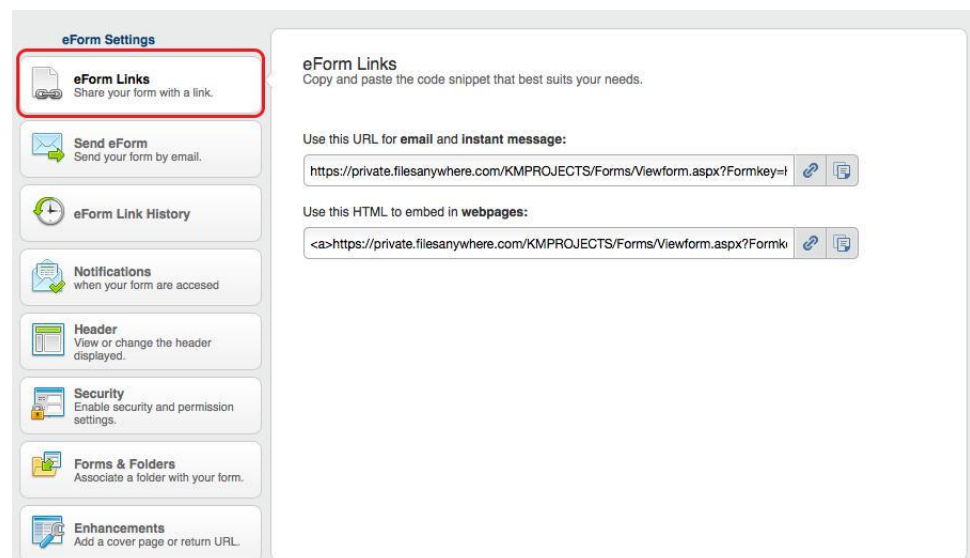 eForm Settings
eForm Links
Share your form with a link.
Send eForm
Send your form by email.
eForm Link History
Notifications
when your form are accesed
Header
View or change the header
displayed.
Security
Enable security and permission
settings.
Forms & Folders
Associate a folder with your form.
Enhancements
Add a cover page or return URL.
eForm Links
Copy and paste the code snippet that best suits your needs.
Use this URL for email and instant message:
https://private.filesanywhere.com/KMPROJECTS/Forms/Viewform.aspx?Formkey=
Use this HTML to embed in webpages:
<a>https://private.filesanywhere.com/KMPROJECTS/Forms/Viewform.aspx?Formk